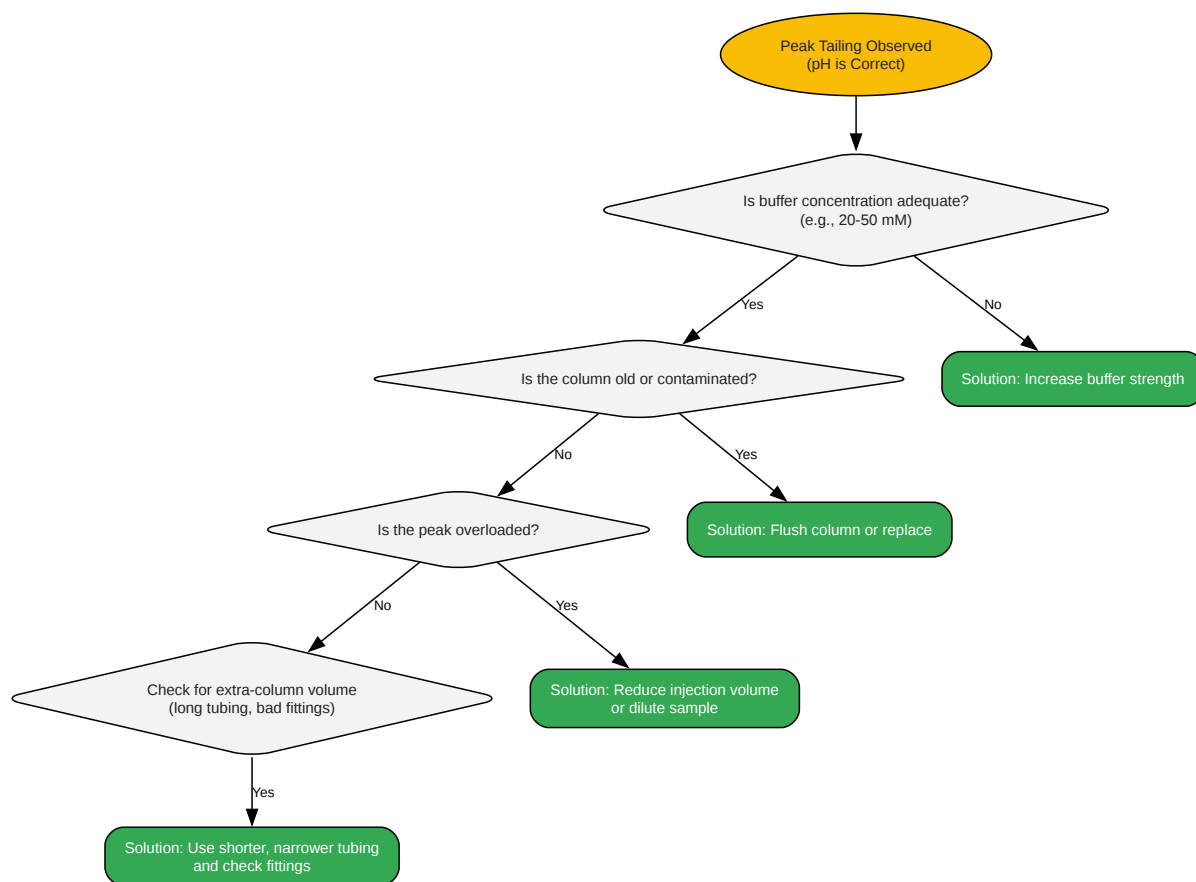 Peak Tailing Observed
(pH is Correct)
Is buffer concentration adequate?
(e.g., 20-50 mM)
Yes
No
Is the column old or contaminated?
Solution: Increase buffer strength
No
Yes
Is the peak overloaded?
Solution: Flush column or replace
No
Yes
Check for extra-column volume
(long tubing, bad fittings)
Solution: Reduce injection volume
or dilute sample
Yes
Solution: Use shorter, narrower tubing
and check fittings